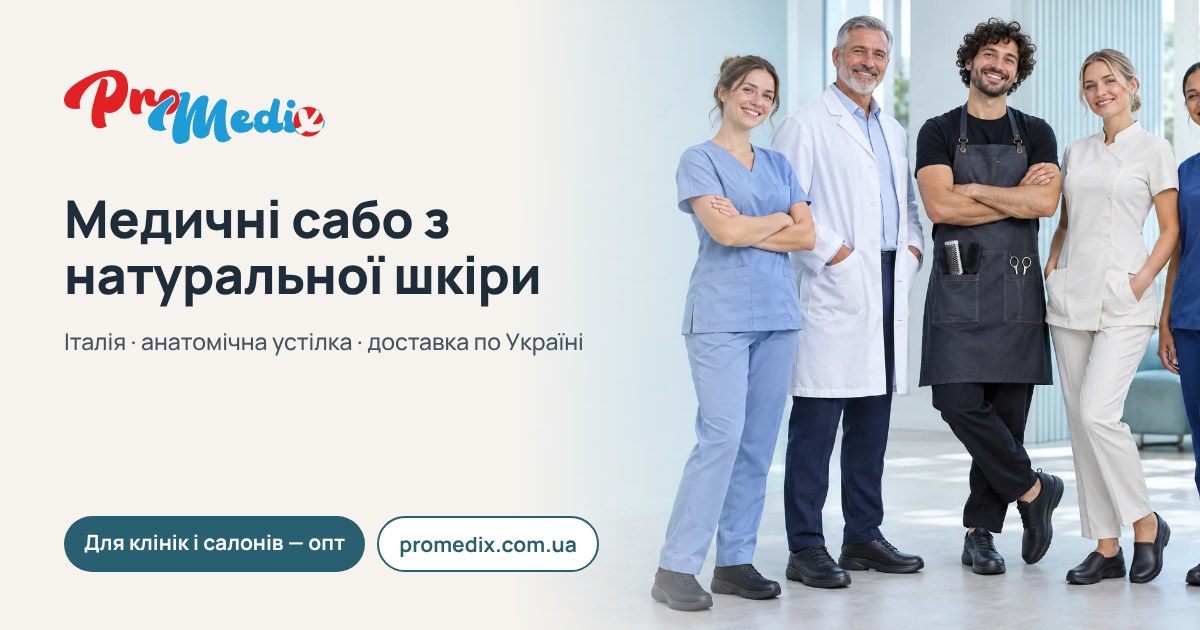 ProMedix
Медичні сабо з
натуральної шкіри
Італія · анатомічна устілка · доставка по Україні
Для клінік і салонів — опт
promedix.com.ua